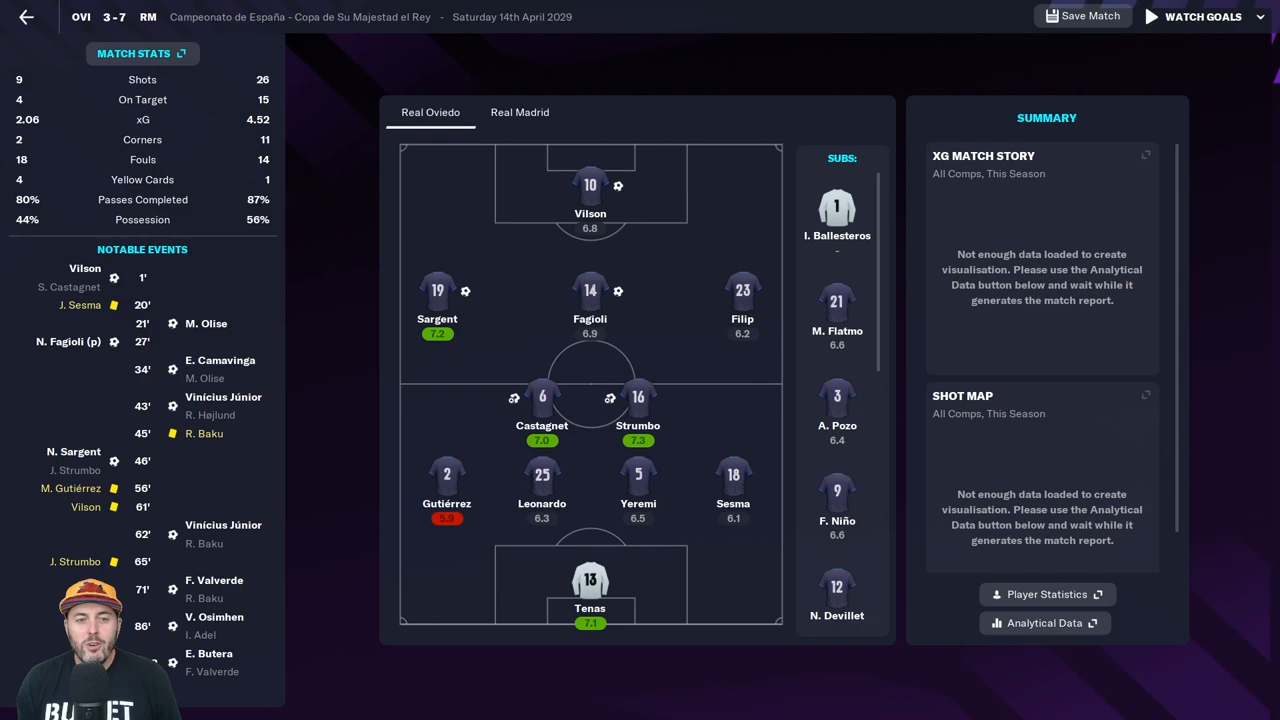 OVI 3 - 7 RM Campeonato de España - Copa de Su Majestad el Rey - Saturday 14th April 2029
Save Match
WATCH GOALS
MATCH STATS
9 Shots 26
4 On Target 15
2.06 xG 4.52
2 Corners 11
18 Fouls 14
4 Yellow Cards 1
80% Passes Completed 87%
44% Possession 56%
NOTABLE EVENTS
Vilson 1'
S. Castagnet
J. Sesma 20'
21' M. Olise
N. Fagioli (p) 27'
34' E. Camavinga
M. Olise
43' Vinícius Júnior
R. Højlund
45' R. Baku
N. Sargent 46'
J. Strumbo
M. Gutiérrez 56'
Vilson 61'
62' Vinícius Júnior
R. Baku
J. Strumbo 65'
71' F. Valverde
R. Baku
86' V. Osimhen
I. Adel
E. Butera
F. Valverde
Real Oviedo Real Madrid
10
Vilson
6.8
19 14 23
Sargent Fagioli Filip
7.2 6.9 6.2
6 16
Castagnet Strumbo
7.0 7.3
2 25 5 18
Gutiérrez Leonardo Yeremi Sesma
5.9 6.3 6.5 6.1
13
Tenas
7.1
SUBS:
1
I. Ballesteros
-
21
M. Flatmo
6.6
3
A. Pozo
6.4
9
F. Niño
6.6
12
N. Devillet
SUMMARY
XG MATCH STORY
All Comps, This Season
Not enough data loaded to create
visualisation. Please use the Analytical
Data button below and wait while it
generates the match report.
SHOT MAP
All Comps, This Season
Not enough data loaded to create
visualisation. Please use the Analytical
Data button below and wait while it
generates the match report.
Player Statistics
Analytical Data